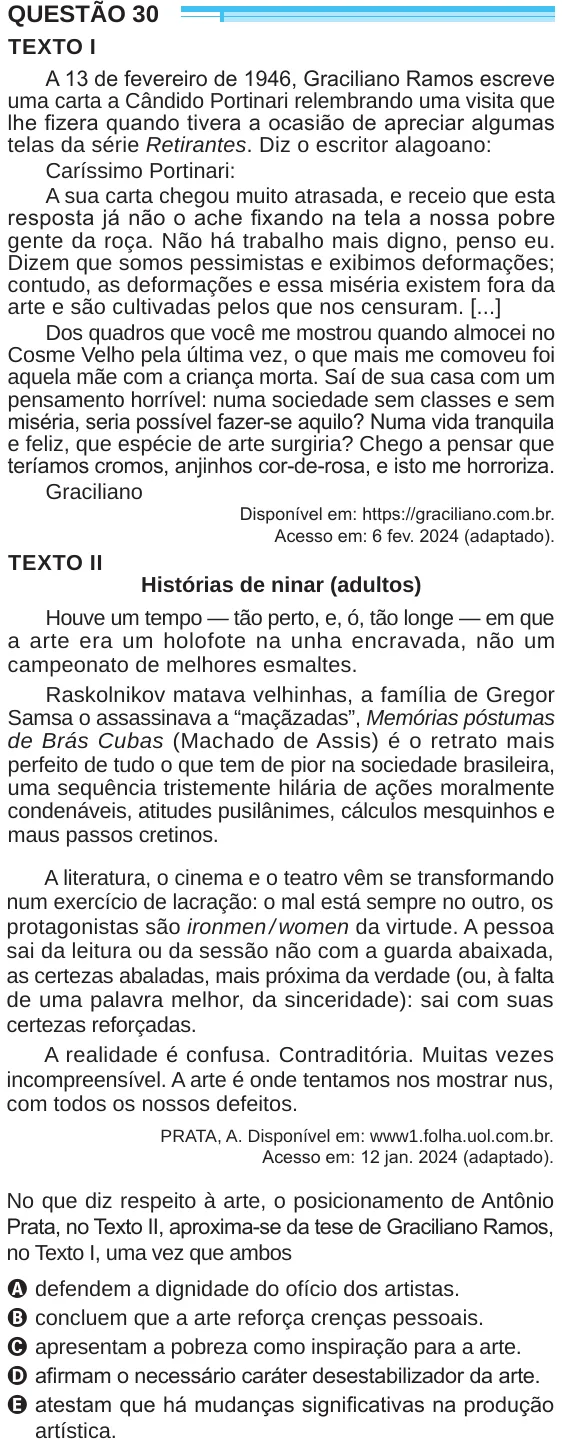 QUESTÃO 30
TEXTO I
A 13 de fevereiro de 1946, Graciliano Ramos escreve
uma carta a Cândido Portinari relembrando uma visita que
lhe fizera quando tivera a ocasião de apreciar algumas
telas da série Retirantes. Diz o escritor alagoano:
Caríssimo Portinari:
A sua carta chegou muito atrasada, e receio que esta
resposta já não o ache fixando na tela a nossa pobre
gente da roça. Não há trabalho mais digno, penso eu.
Dizem que somos pessimistas e exibimos deformações;
contudo, as deformações e essa miséria existem fora da
arte e são cultivadas pelos que nos censuram. [...]
Dos quadros que você me mostrou quando almocei no
Cosme Velho pela última vez, o que mais me comoveu foi
aquela mãe com a criança morta. Saí de sua casa com um
pensamento horrível: numa sociedade sem classes e sem
miséria, seria possível fazer-se aquilo? Numa vida tranquila
e feliz, que espécie de arte surgiria? Chego a pensar que
teríamos cromos, anjinhos cor-de-rosa, e isto me horroriza.
Graciliano
Disponível em: https://graciliano.com.br.
Acesso em: 6 fev. 2024 (adaptado).
TEXTO II
Histórias de ninar (adultos)
Houve um tempo — tão perto, e, ó, tão longe — em que
a arte era um holofote na unha encravada, não um
campeonato de melhores esmaltes.
Raskolnikov matava velhinhas, a família de Gregor
Samsa o assassinava a “maçãzadas”, Memórias póstumas
de Brás Cubas (Machado de Assis) é o retrato mais
perfeito de tudo o que tem de pior na sociedade brasileira,
uma sequência tristemente hilária de ações moralmente
condenáveis, atitudes pusilânimes, cálculos mesquinhos e
maus passos cretinos.
A literatura, o cinema e o teatro vêm se transformando
num exercício de lacração: o mal está sempre no outro, os
protagonistas são ironmen/women da virtude. A pessoa
sai da leitura ou da sessão não com a guarda abaixada,
as certezas abaladas, mais próxima da verdade (ou, à falta
de uma palavra melhor, da sinceridade): sai com suas
certezas reforçadas.
A realidade é confusa. Contraditória. Muitas vezes
incompreensível. A arte é onde tentamos nos mostrar nus,
com todos os nossos defeitos.
PRATA, A. Disponível em: www1.folha.uol.com.br.
Acesso em: 12 jan. 2024 (adaptado).
No que diz respeito à arte, o posicionamento de Antônio
Prata, no Texto II, aproxima-se da tese de Graciliano Ramos,
no Texto I, uma vez que ambos
A defendem a dignidade do ofício dos artistas.
B concluem que a arte reforça crenças pessoais.
C apresentam a pobreza como inspiração para a arte.
D afirmam o necessário caráter desestabilizador da arte.
E atestam que há mudanças significativas na produção
artística.